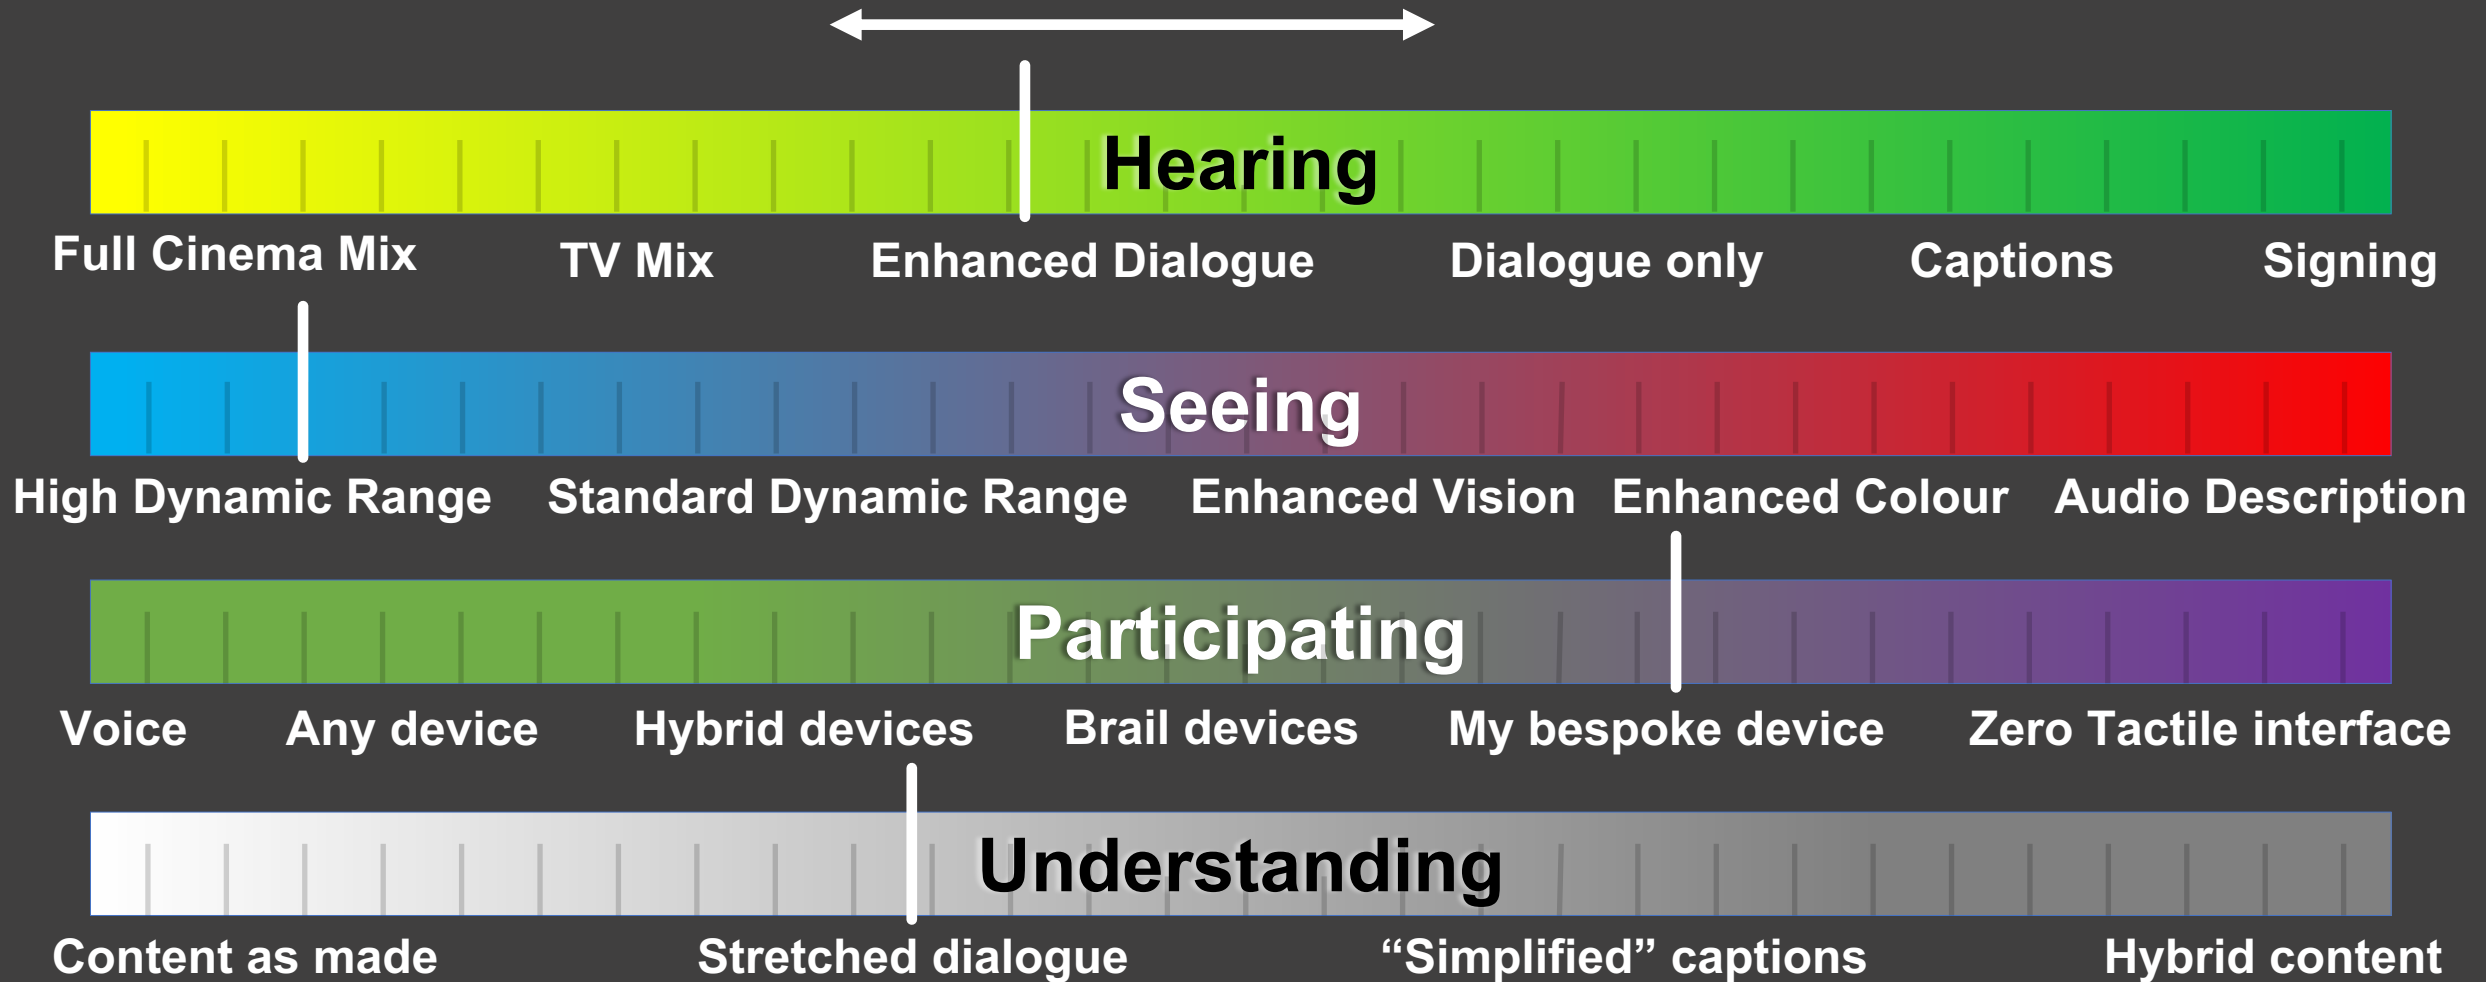 Hearing
Full Cinema Mix TV Mix Enhanced Dialogue Dialogue only Captions Signing
Seeing
High Dynamic Range Standard Dynamic Range Enhanced Vision Enhanced Colour Audio Description
Participating
Voice Any device Hybrid devices Brail devices My bespoke device Zero Tactile interface
Understanding
Content as made Stretched dialogue “Simplified” captions Hybrid content